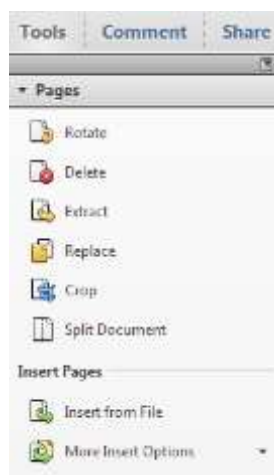 Tools Comment Share
Pages
Rotate
Delete
Extract
Replace
Crop
Split Document
Insert Pages
Insert from File
More Insert Options